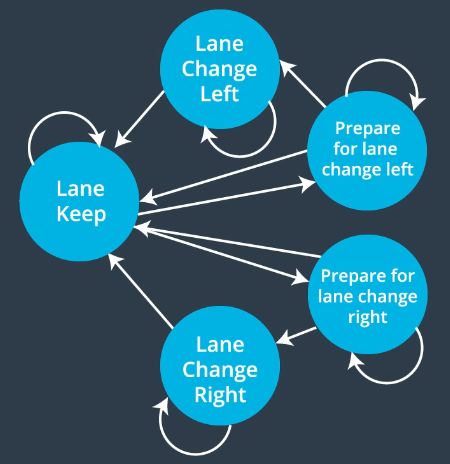 Lane
Change
Left
Prepare
for lane
change left
Lane
Keep
Prepare for
lane change
right
Lane
Change
Right